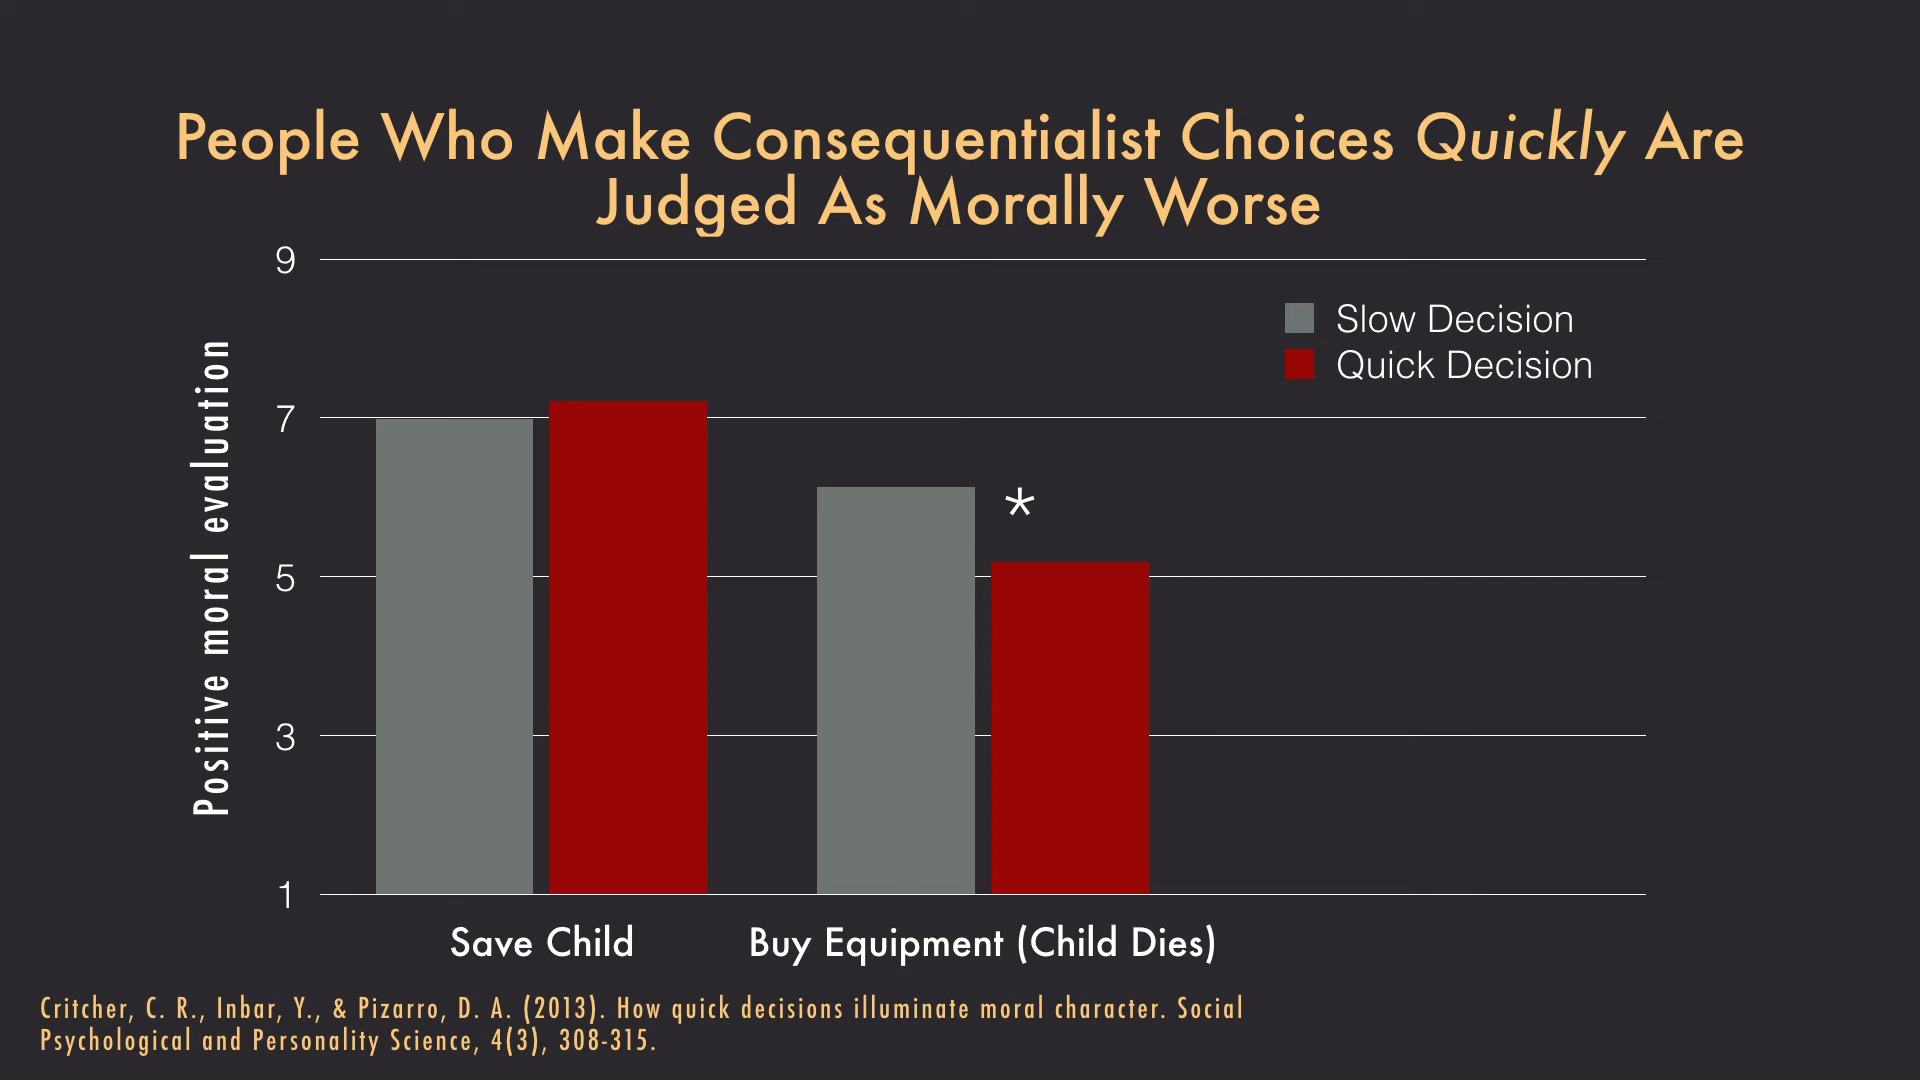 People Who Make Consequentialist Choices Quickly Are
Judged As Morally Worse
9
Slow Decision
Quick Decision
7
*
5
3
1
Positive moral evaluation
Save Child
Buy Equipment (Child Dies)
Critcher, C. R., Inbar, Y., & Pizarro, D. A. (2013). How quick decisions illuminate moral character. Social
Psychological and Personality Science, 4(3), 308-315.